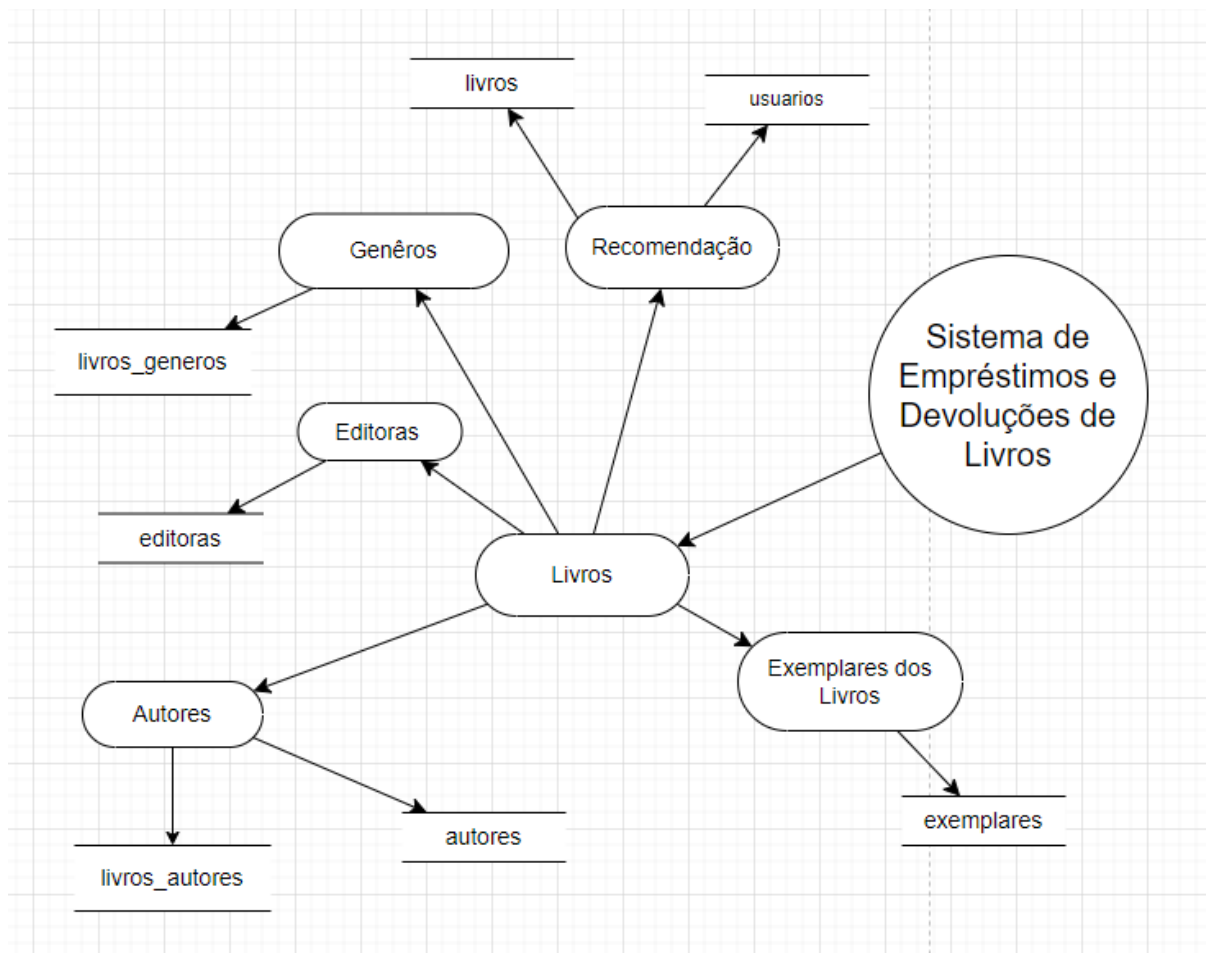 livros
usuarios
Genêros
Recomendação
Sistema de
Empréstimos e
Devoluções de
Livros
livros_generos
Editoras
editoras
Livros
Exemplares dos
Livros
Autores
exemplares
autores
livros_autores